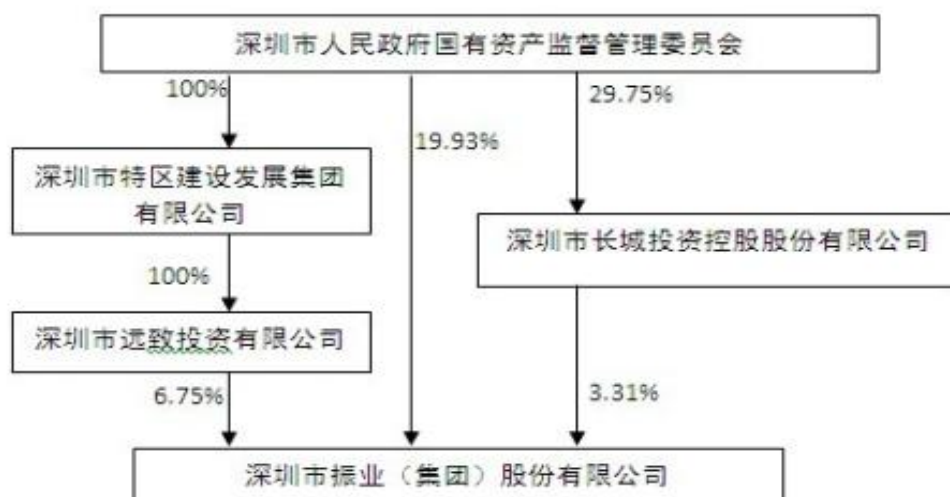 深圳市人民政府国有资产监督管理委员会
100%
29.75%
19.93%
深圳市特区建设发展集团
有限公司
深圳市长城投资控股股份有限公司
100%
深圳市远致投资有限公司
6.75%
3.31%
深圳市振业（集团）股份有限公司